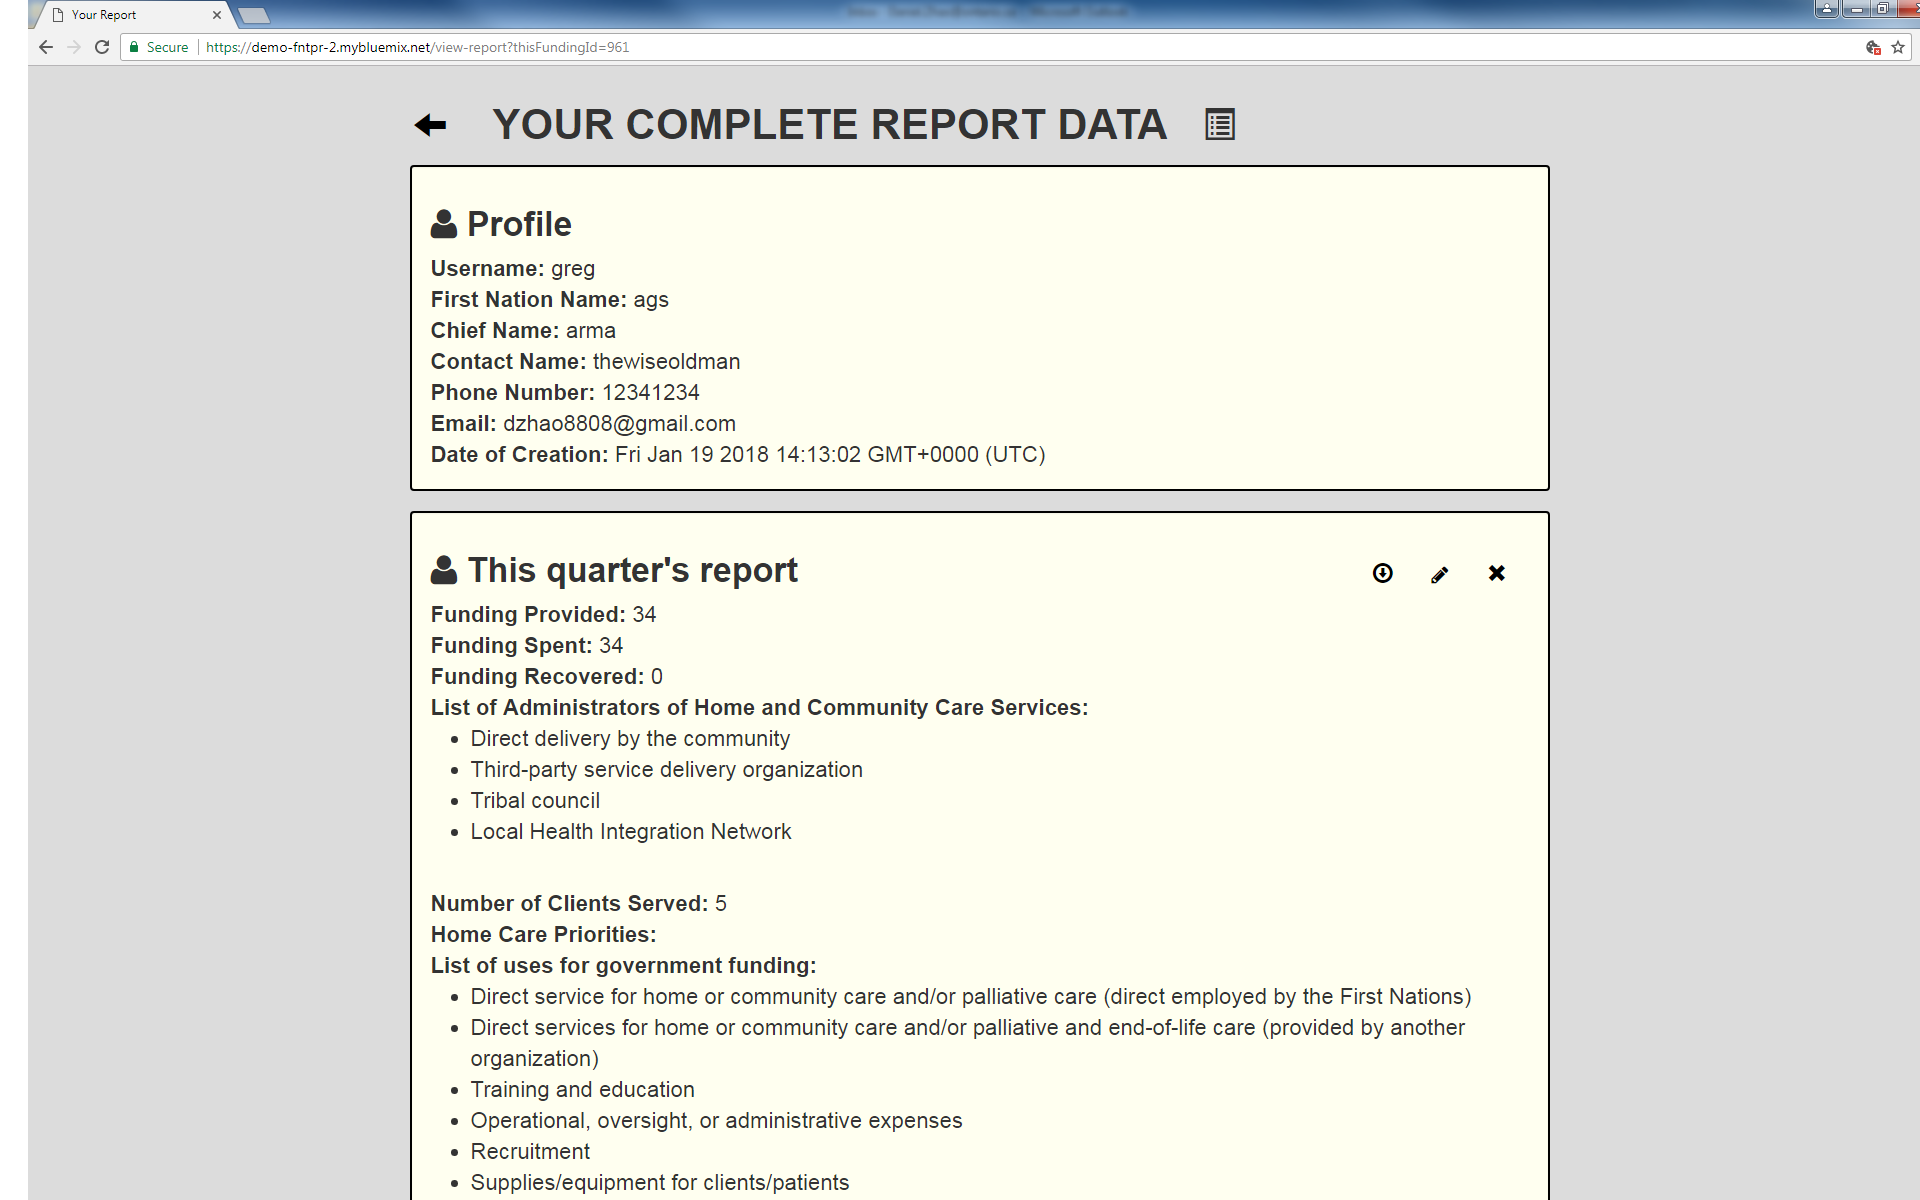 Your Report
Secure https://demo-fntpr-2.mybluemix.net/view-report?thisFundingId=961
YOUR COMPLETE REPORT DATA
Profile
Username: greg
First Nation Name: ags
Chief Name: arma
Contact Name: thewiseoldman
Phone Number: 12341234
Email: dzhao8808@gmail.com
Date of Creation: Fri Jan 19 2018 14:13:02 GMT+0000 (UTC)
This quarter's report
Funding Provided: 34
Funding Spent: 34
Funding Recovered: 0
List of Administrators of Home and Community Care Services:
• Direct delivery by the community
• Third-party service delivery organization
• Tribal council
• Local Health Integration Network
Number of Clients Served: 5
Home Care Priorities:
List of uses for government funding:
• Direct service for home or community care and/or palliative care (direct employed by the First Nations)
• Direct services for home or community care and/or palliative and end-of-life care (provided by another
organization)
• Training and education
• Operational, oversight, or administrative expenses
• Recruitment
• Supplies/equipment for clients/patients